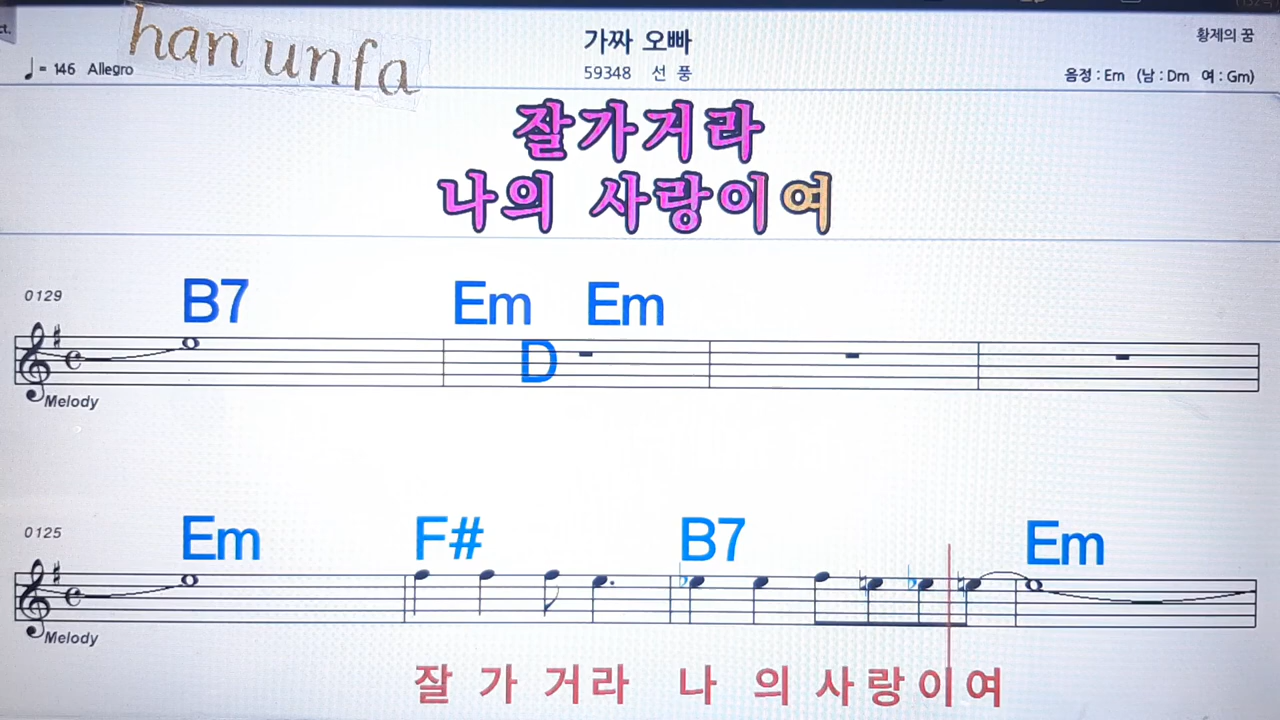 ct.
han unfa
가짜 오빠
황제의 꿈
♩= 146 Allegro
59348 선 풍
음정 : Em (남 : Dm 여 : Gm)
잘가거라
나의 사랑이여
0129
B7 Em Em
D
Melody
0125
Em F# B7 Em
Melody
잘 가 거라 나 의 사랑이여